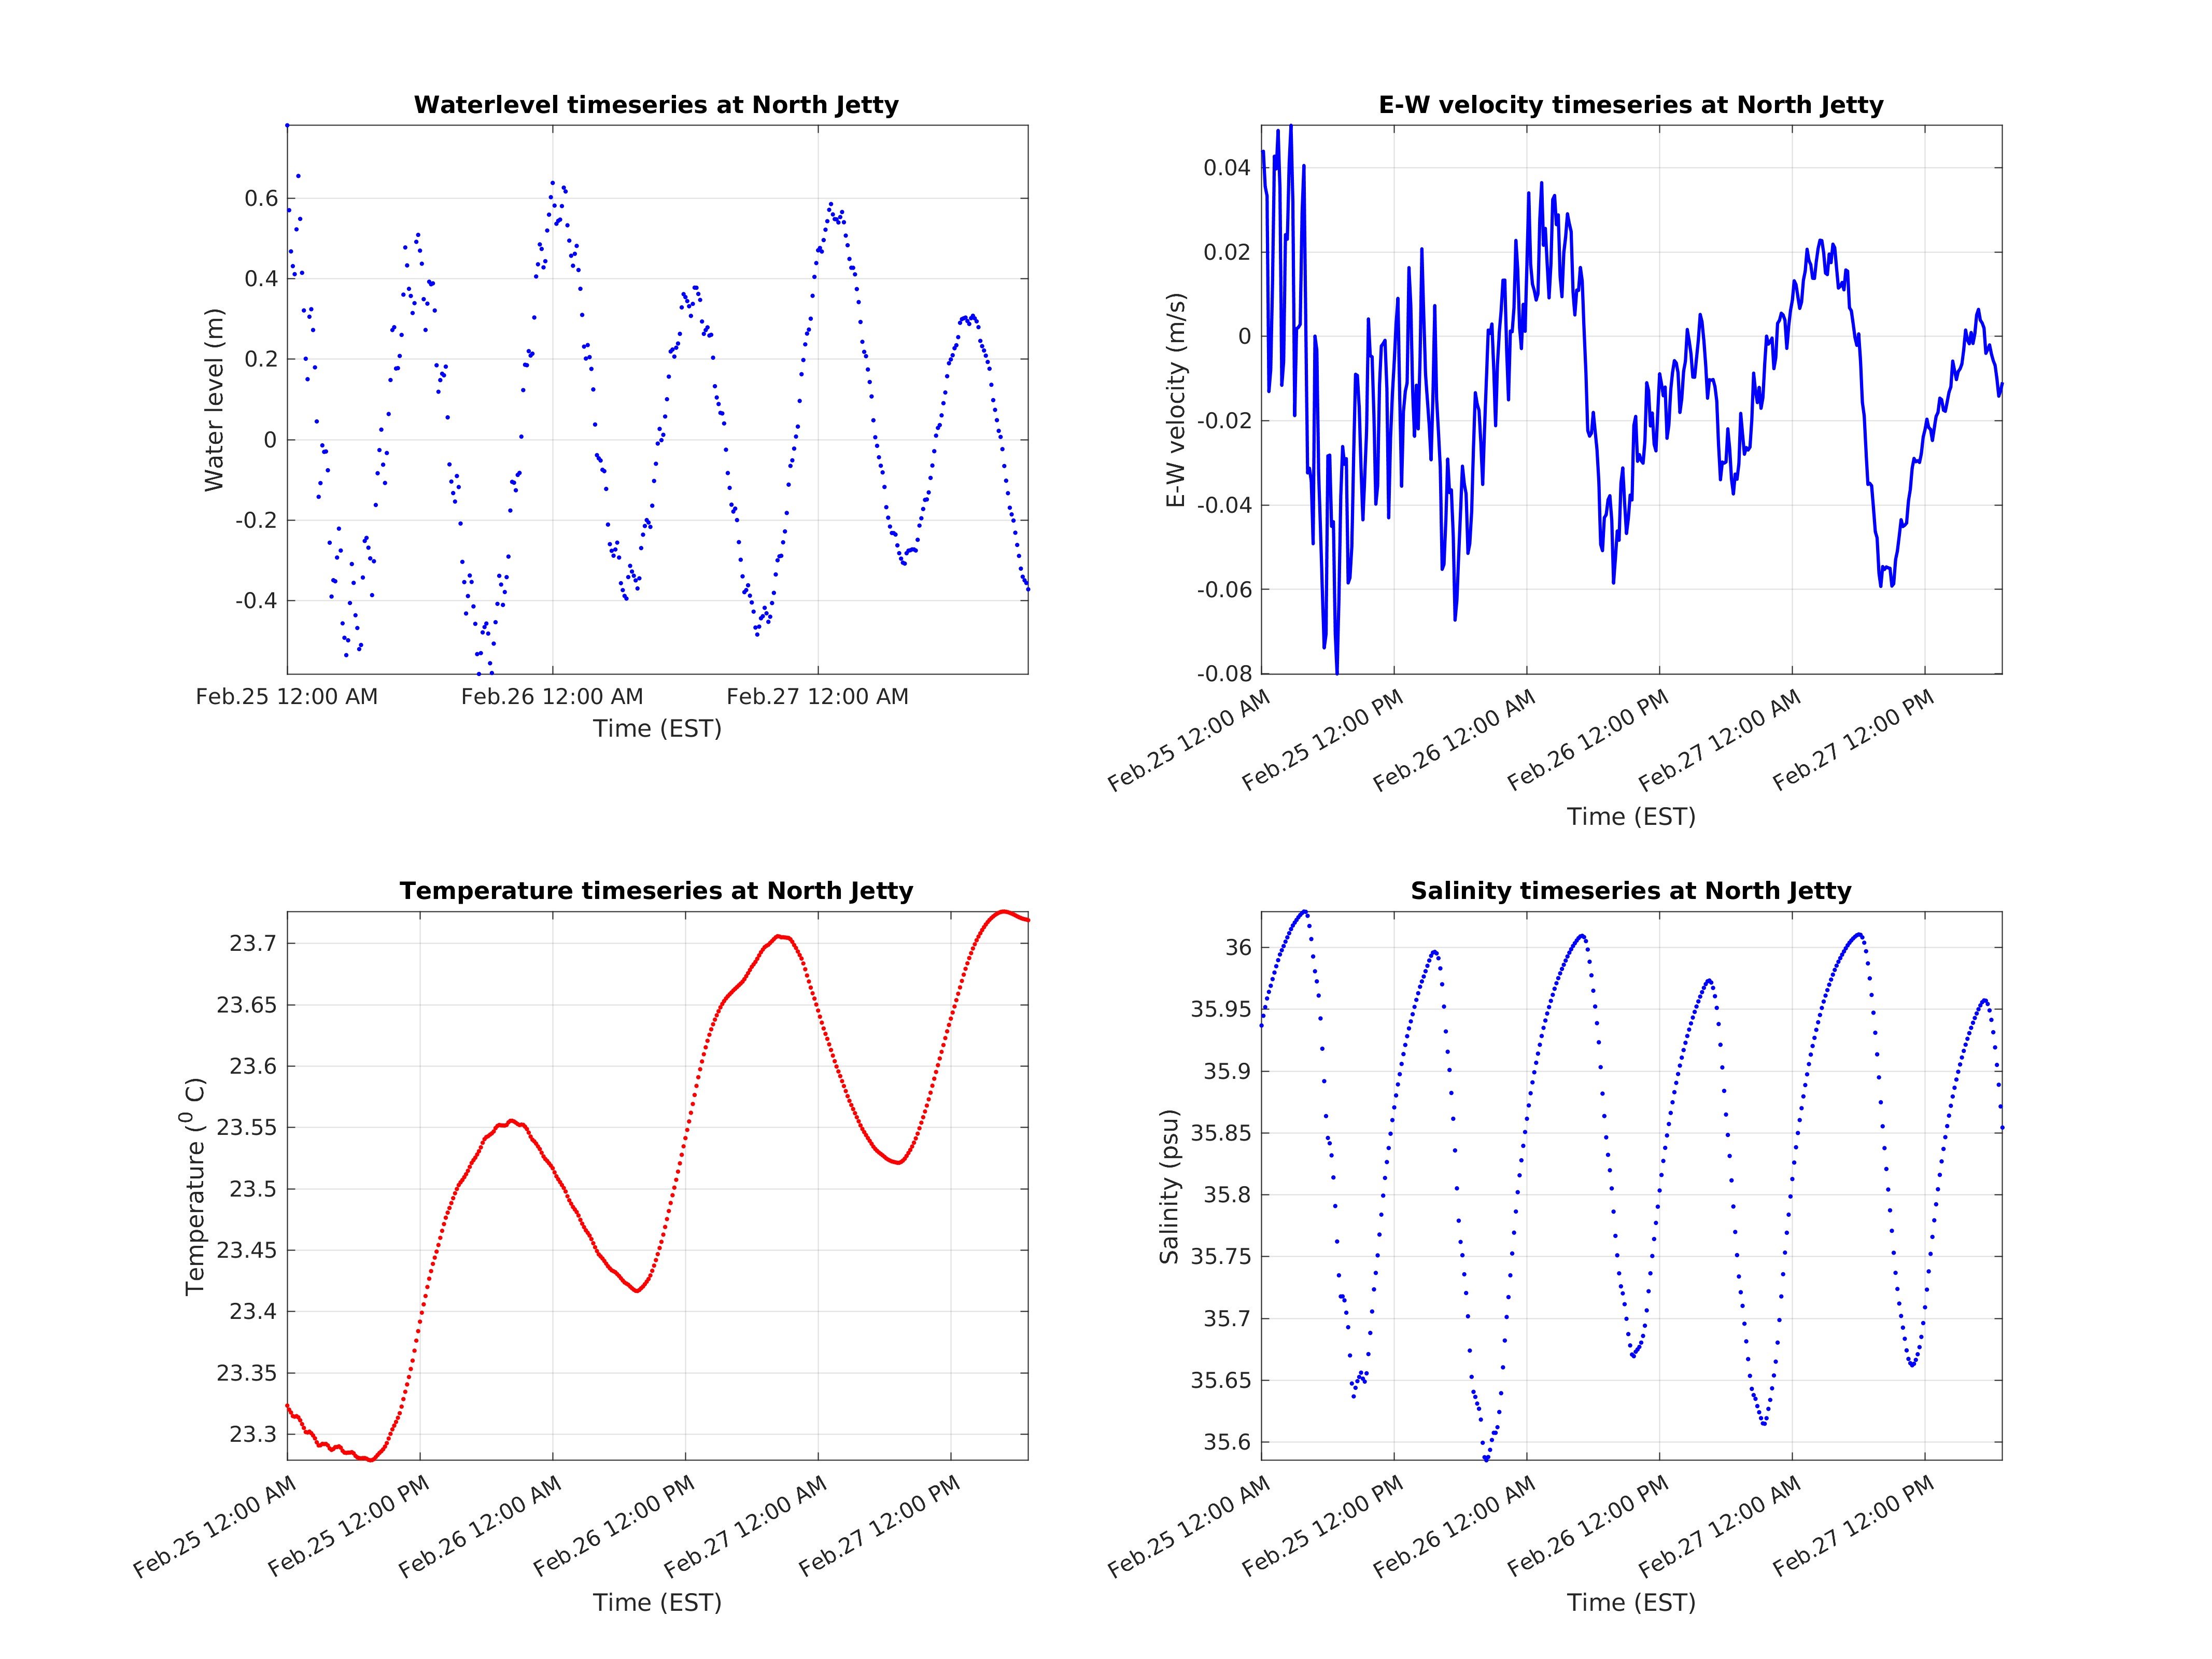 Waterlevel timeseries at North Jetty
0.6
0.4
0.2
0
-0.2
-0.4
Water level (m)
Feb.25 12:00 AM
Feb.26 12:00 AM
Feb.27 12:00 AM
Time (EST)
E-W velocity timeseries at North Jetty
0.04
0.02
0
-0.02
-0.04
-0.06
-0.08
E-W velocity (m/s)
Feb.25 12:00 AM
Feb.25 12:00 PM
Feb.26 12:00 AM
Feb.26 12:00 PM
Feb.27 12:00 AM
Feb.27 12:00 PM
Time (EST)
Temperature timeseries at North Jetty
23.7
23.65
23.6
23.55
23.5
23.45
23.4
23.35
23.3
Temperature (⁰ C)
Feb.25 12:00 AM
Feb.25 12:00 PM
Feb.26 12:00 AM
Feb.26 12:00 PM
Feb.27 12:00 AM
Feb.27 12:00 PM
Time (EST)
Salinity timeseries at North Jetty
36
35.95
35.9
35.85
35.8
35.75
35.7
35.65
35.6
Salinity (psu)
Feb.25 12:00 AM
Feb.25 12:00 PM
Feb.26 12:00 AM
Feb.26 12:00 PM
Feb.27 12:00 AM
Feb.27 12:00 PM
Time (EST)